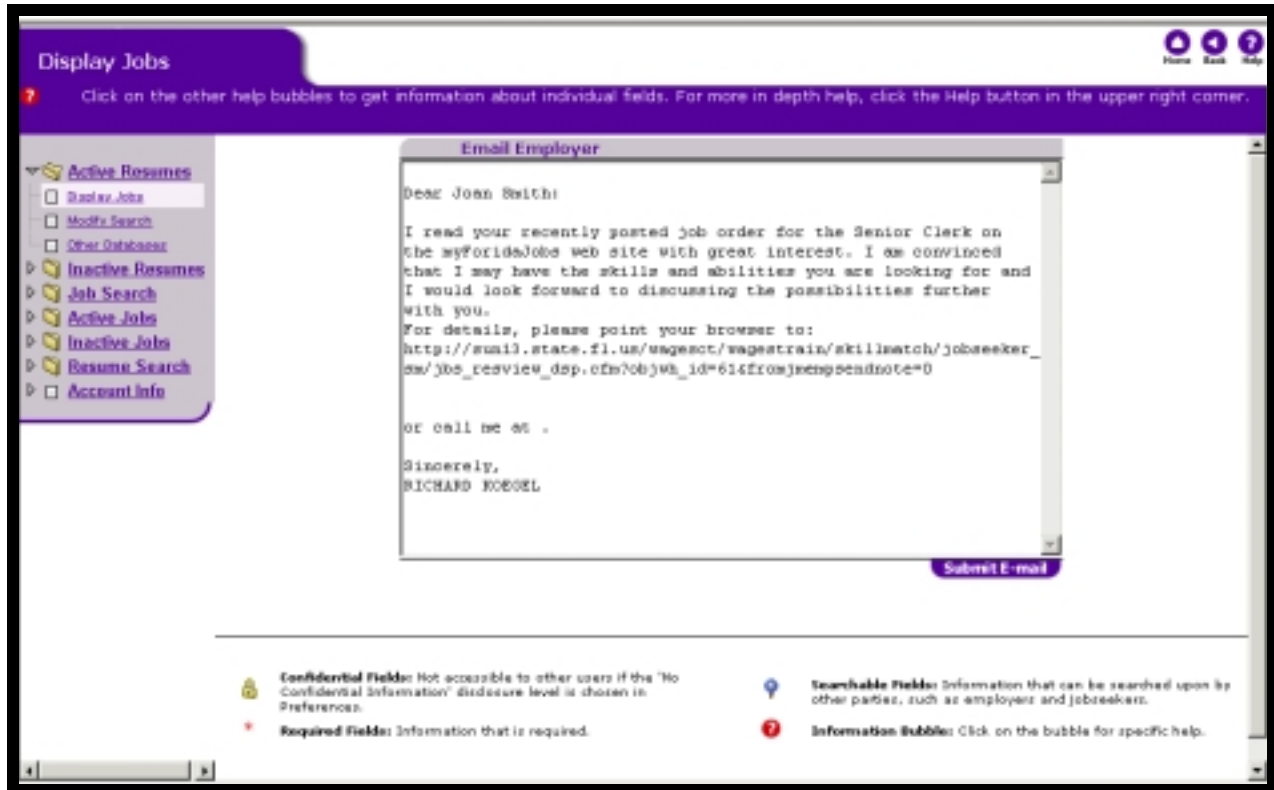 Display Jobs
Home Back Help
? Click on the other help bubbles to get information about individual fields. For more in depth help, click the Help button in the upper right corner.
Active Resumes
Display Jobs
Modify Search
Other Databases
Inactive Resumes
Job Search
Active Jobs
Inactive Jobs
Resume Search
Account Info
Email Employer
Dear Joan Smith:
I read your recently posted job order for the Senior Clerk on
the myFloridaJobs web site with great interest. I am convinced
that I may have the skills and abilities you are looking for and
I would look forward to discussing the possibilities further
with you.
For details, please point your browser to:
http://sun13.state.fl.us/wagesct/wagestrain/skillmatch/jobseeker_
sm/jbs_resview_dsp.cfm?objwh_id=61&fromjmempsendnote=0
or call me at .
Sincerely,
RICHARD KOEGEL
Submit E-mail
Confidential Fields: Not accessible to other users if the "No
Confidential Information" disclosure level is chosen in
Preferences.
* Required Fields: Information that is required.
Searchable Fields: Information that can be searched upon by
other parties, such as employers and jobseekers.
? Information Bubble: Click on the bubble for specific help.